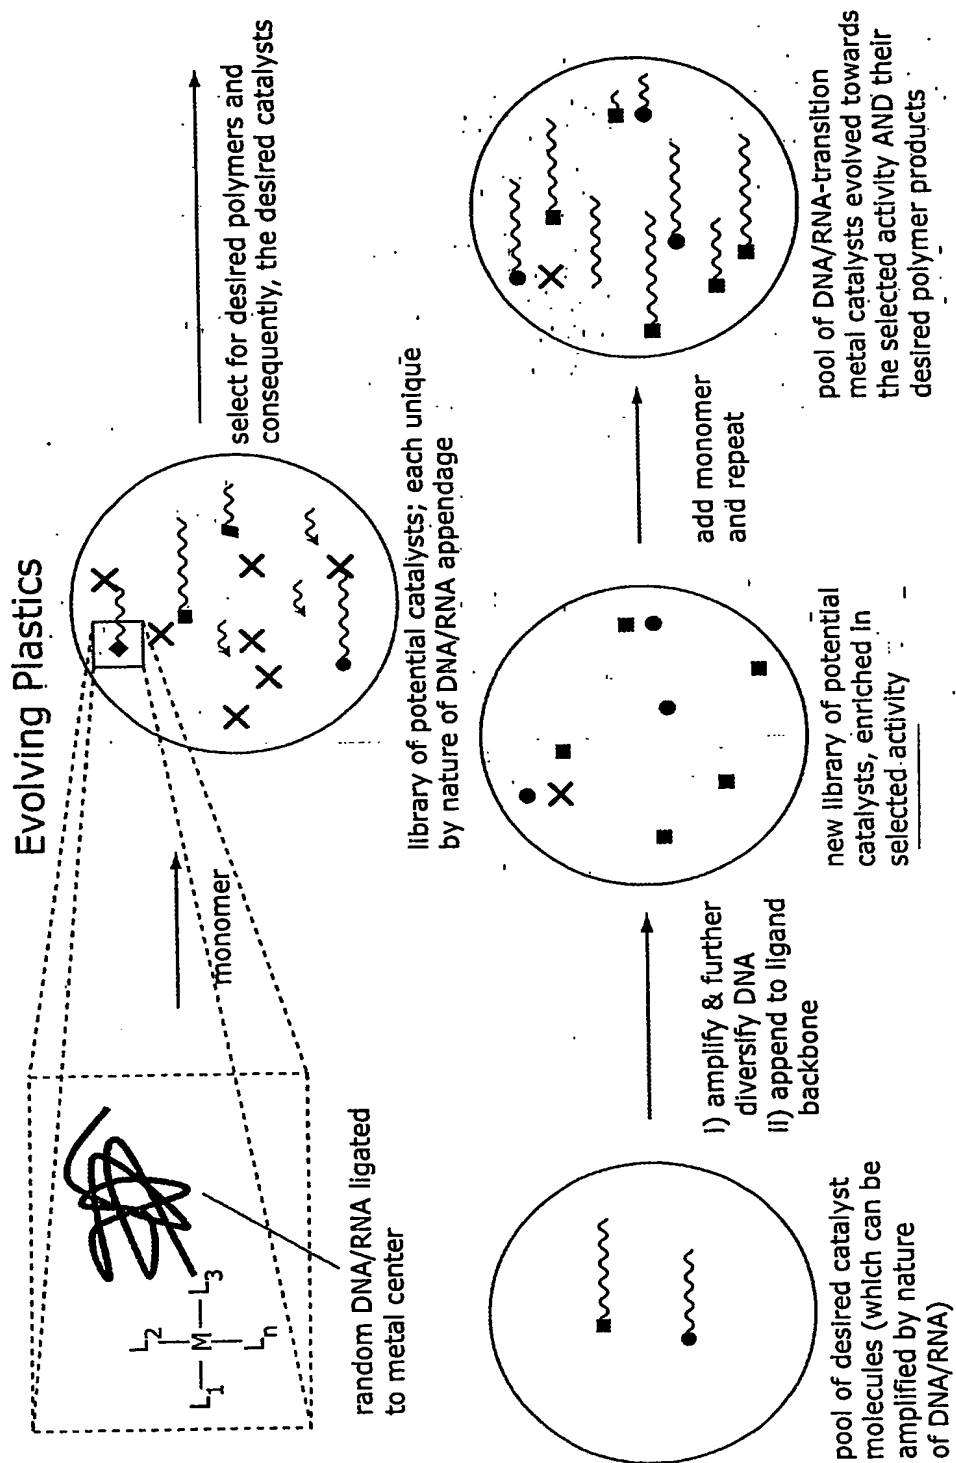 Evolving Plastics
L1
L2
M
L3
Ln
random DNA/RNA ligated
to metal center
monomer
library of potential catalysts; each unique
by nature of DNA/RNA appendage
select for desired polymers and
consequently, the desired catalysts
pool of desired catalyst
molecules (which can be
amplified by nature
of DNA/RNA)
i) amplify & further
diversify DNA
ii) append to ligand
backbone
new library of potential
catalysts, enriched in
selected activity
add monomer
and repeat
pool of DNA/RNA-transition
metal catalysts evolved towards
the selected activity AND their
desired polymer products